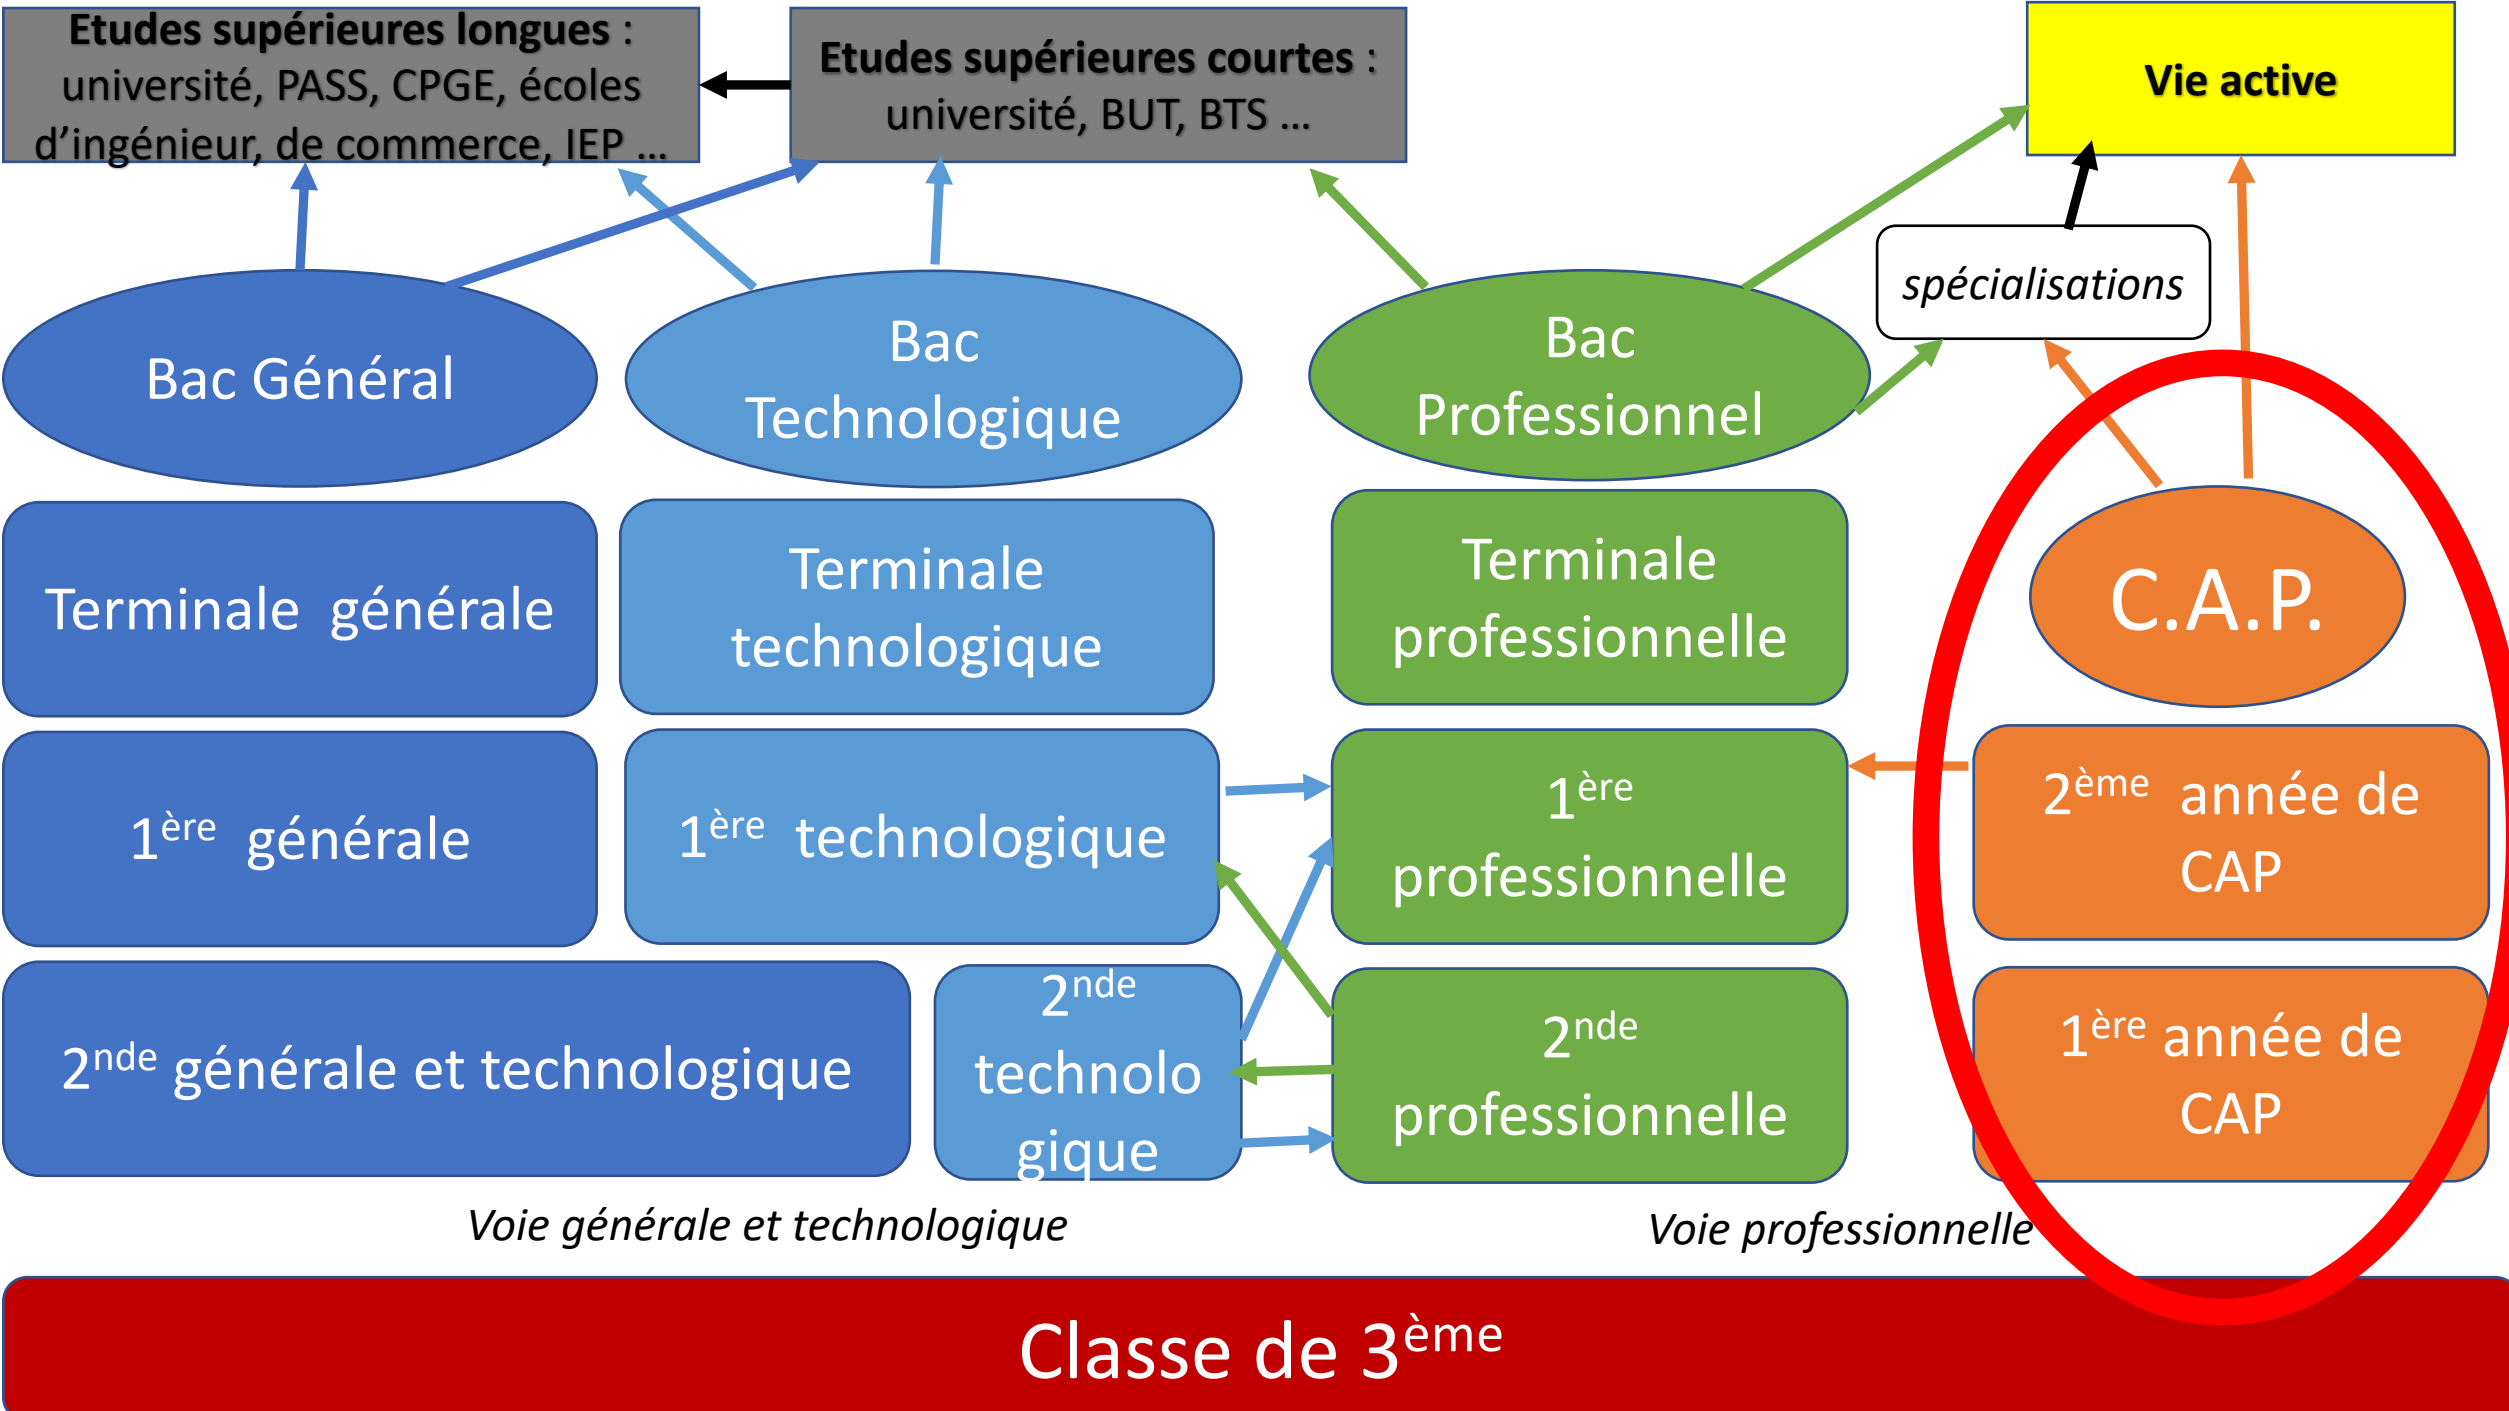 Etudes supérieures longues :
université, PASS, CPGE, écoles
d’ingénieur, de commerce, IEP ...
Etudes supérieures courtes :
université, BUT, BTS ...
Vie active
spécialisations
Bac Général
Bac
Technologique
Bac
Professionnel
C.A.P.
Terminale générale
Terminale
technologique
Terminale
professionnelle
1ère générale
1ère technologique
1ère
professionnelle
2ème année de
CAP
2nde générale et technologique
2nde
technolo
gique
2nde
professionnelle
1ère année de
CAP
Voie générale et technologique
Voie professionnelle
Classe de 3ème